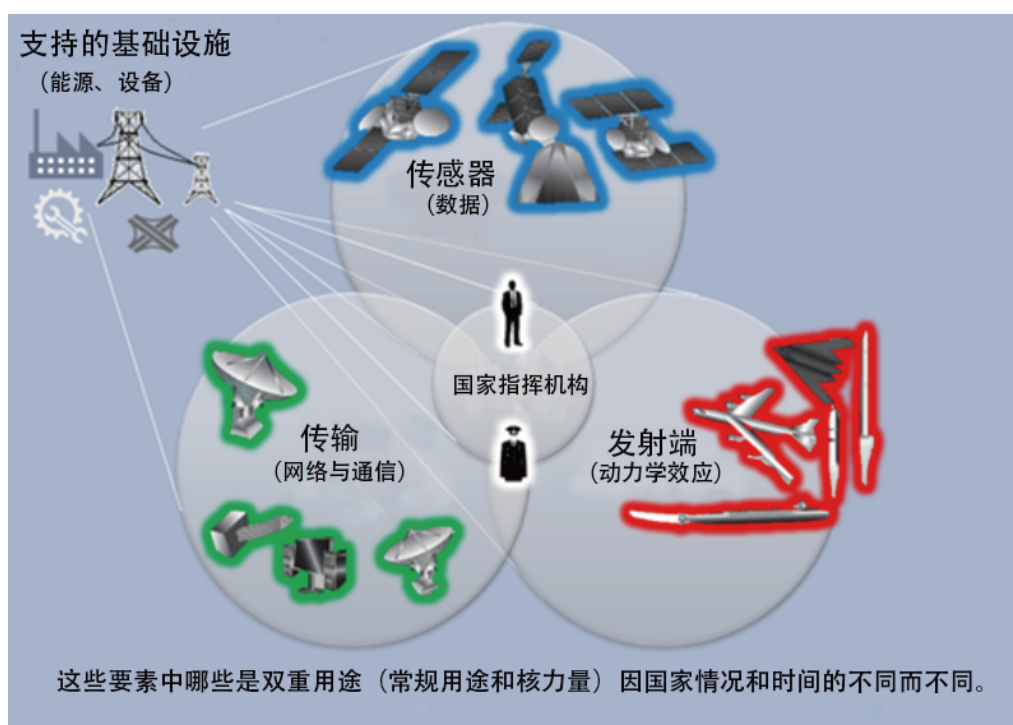 支持的基础设施
（能源、设备）
传感器
（数据）
国家指挥机构
传输
（网络与通信）
发射端
（动力学效应）
这些要素中哪些是双重用途（常规用途和核力量）因国家情况和时间的不同而不同。